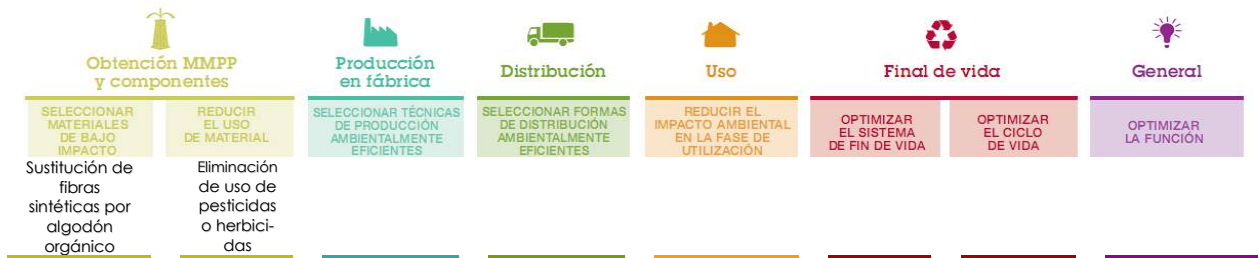 Obtención MMPP
y componentes
Producción
en fábrica
Distribución
Uso
Final de vida
General
SELECCIONAR
MATERIALES
DE BAJO
IMPACTO
REDUCIR
EL USO
DE MATERIAL
SELECCIONAR TÉCNICAS
DE PRODUCCIÓN
AMBIENTALMENTE
EFICIENTES
SELECCIONAR FORMAS
DE DISTRIBUCIÓN
AMBIENTALMENTE
EFICIENTES
REDUCIR EL
IMPACTO AMBIENTAL
EN LA FASE DE
UTILIZACIÓN
OPTIMIZAR
EL SISTEMA
DE FIN DE VIDA
OPTIMIZAR
EL CICLO
DE VIDA
OPTIMIZAR
LA FUNCIÓN
Sustitución de
fibras
sintéticas por
algodón
orgánico
Eliminación
de uso de
pesticidas
o herbici-
das